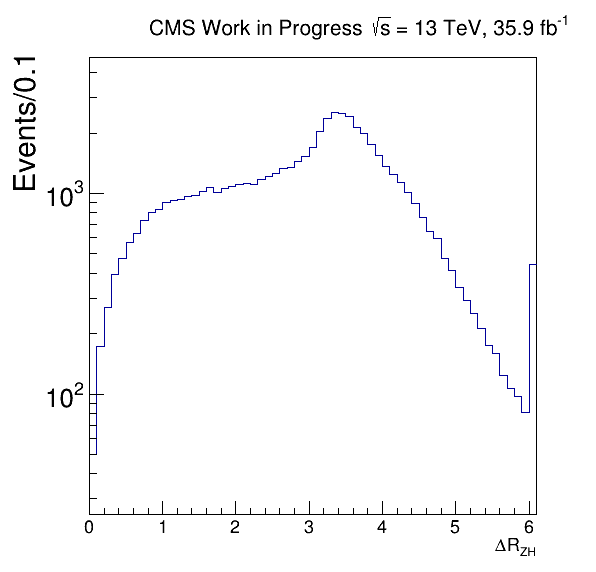 CMS Work in Progress √s = 13 TeV, 35.9 fb⁻¹
Events/0.1
10³
10²
0 1 2 3 4 5 6
ΔR_ZH